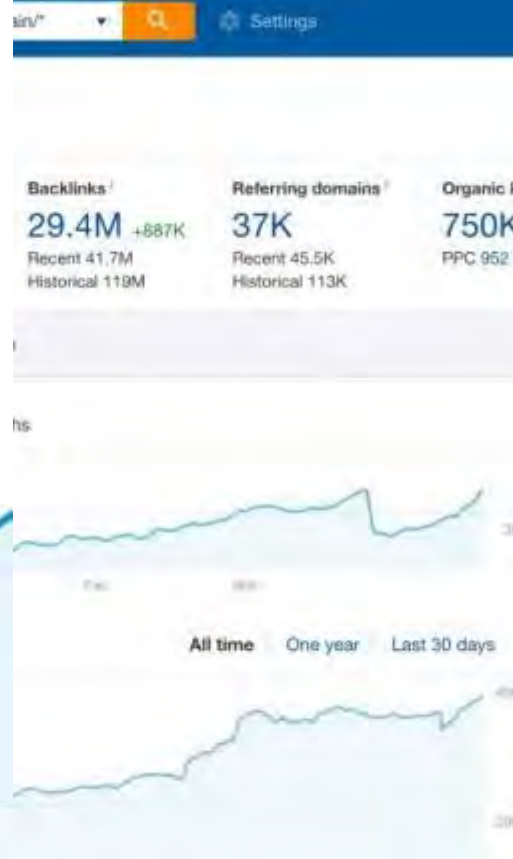 ain/*
Settings
Backlinks
29.4M +887K
Recent 41.7M
Historical 119M
Referring domains
37K
Recent 45.5K
Historical 113K
Organic
750K
PPC 952
hs
All time One year Last 30 days